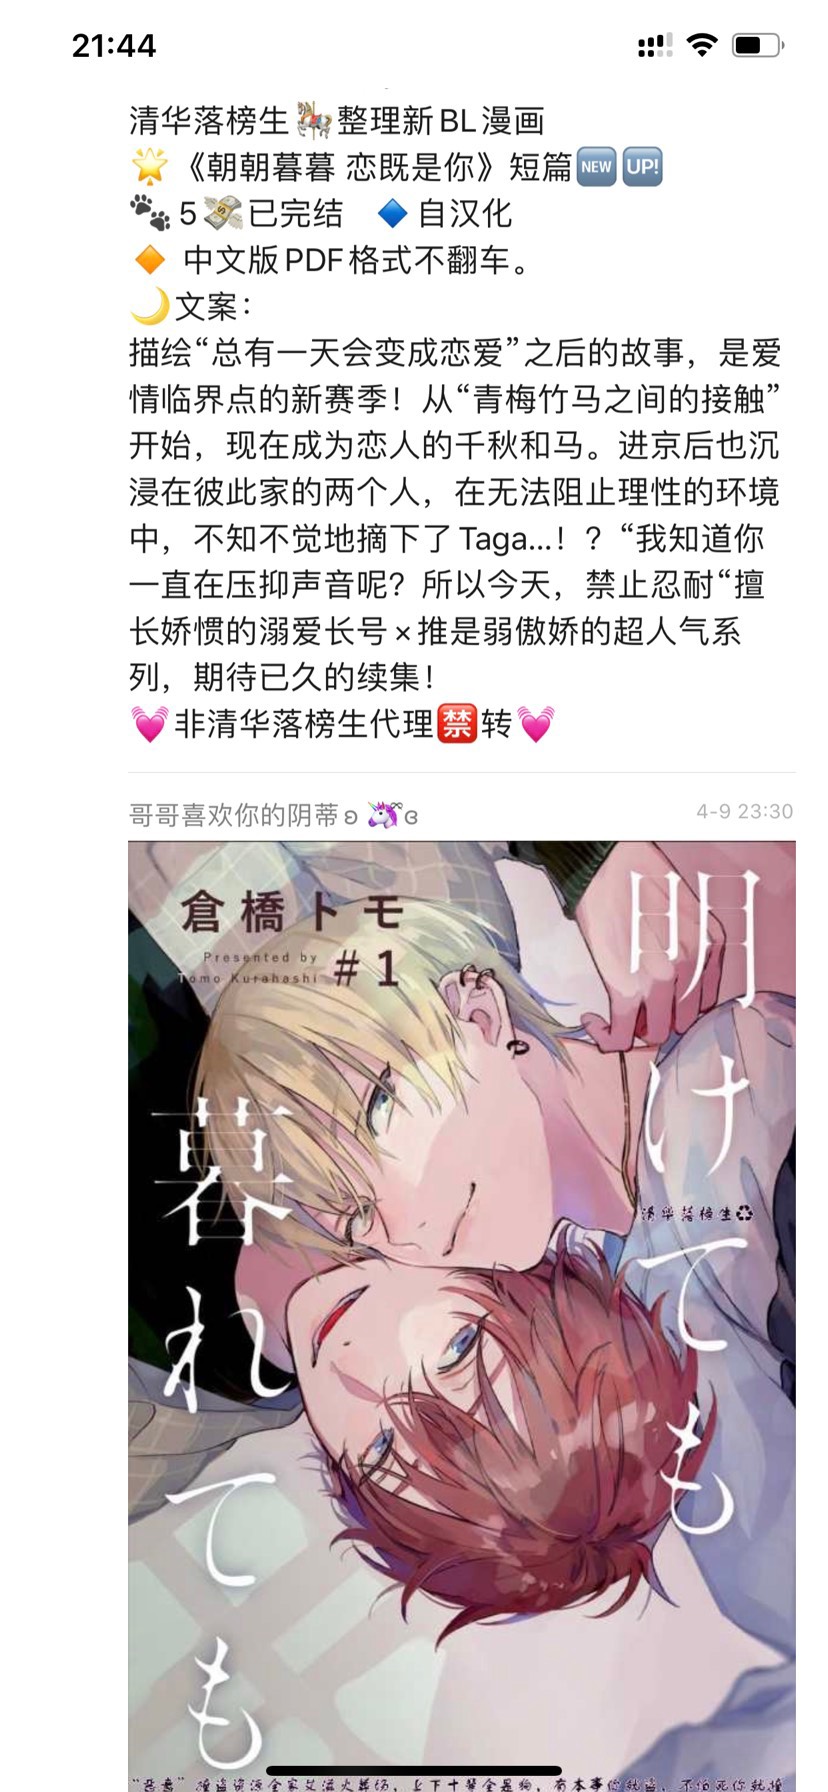 21:44
清华落榜生🎠整理新BL漫画
🌟《朝朝暮暮 恋既是你》短篇🆕🆙
🐾5💸已完结 🔷自汉化
🔶 中文版PDF格式不翻车。
🌙文案：
描绘“总有一天会变成恋爱”之后的故事，是爱
情临界点的新赛季！从“青梅竹马之间的接触”
开始，现在成为恋人的千秋和马。进京后也沉
浸在彼此家的两个人，在无法阻止理性的环境
中，不知不觉地摘下了Taga...！？“我知道你
一直在压抑声音呢？所以今天，禁止忍耐“擅
长娇惯的溺爱长号×推是弱傲娇的超人气系
列，期待已久的续集！
💓非清华落榜生代理🈲转💓
哥哥喜欢你的阴蒂ʚ🦄ɞ
4-9 23:30
倉橋トモ
Presented by
Tomo Kurahashi
#1
明けても
暮れても
清华落榜生♻